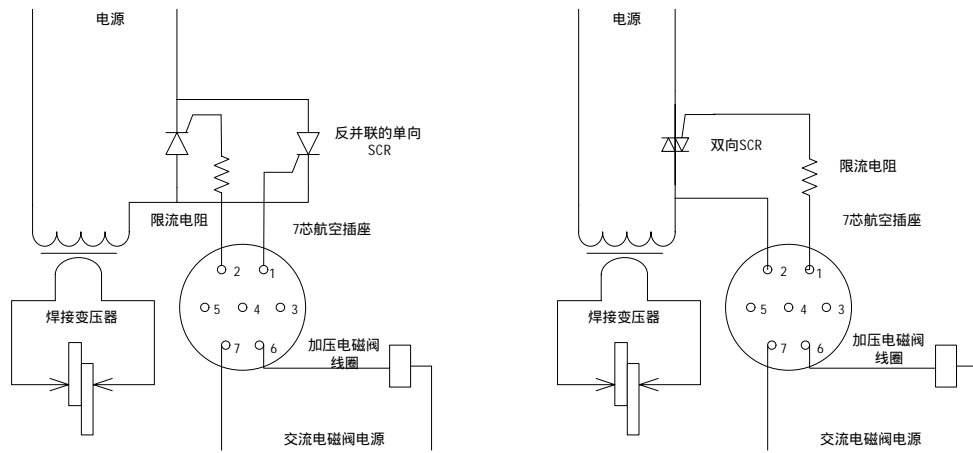 电源
反并联的单向
SCR
限流电阻
7芯航空插座
2
1
5
4
3
7
6
焊接变压器
加压电磁阀
线圈
交流电磁阀电源
电源
双向SCR
限流电阻
7芯航空插座
2
1
5
4
3
7
6
焊接变压器
加压电磁阀
线圈
交流电磁阀电源